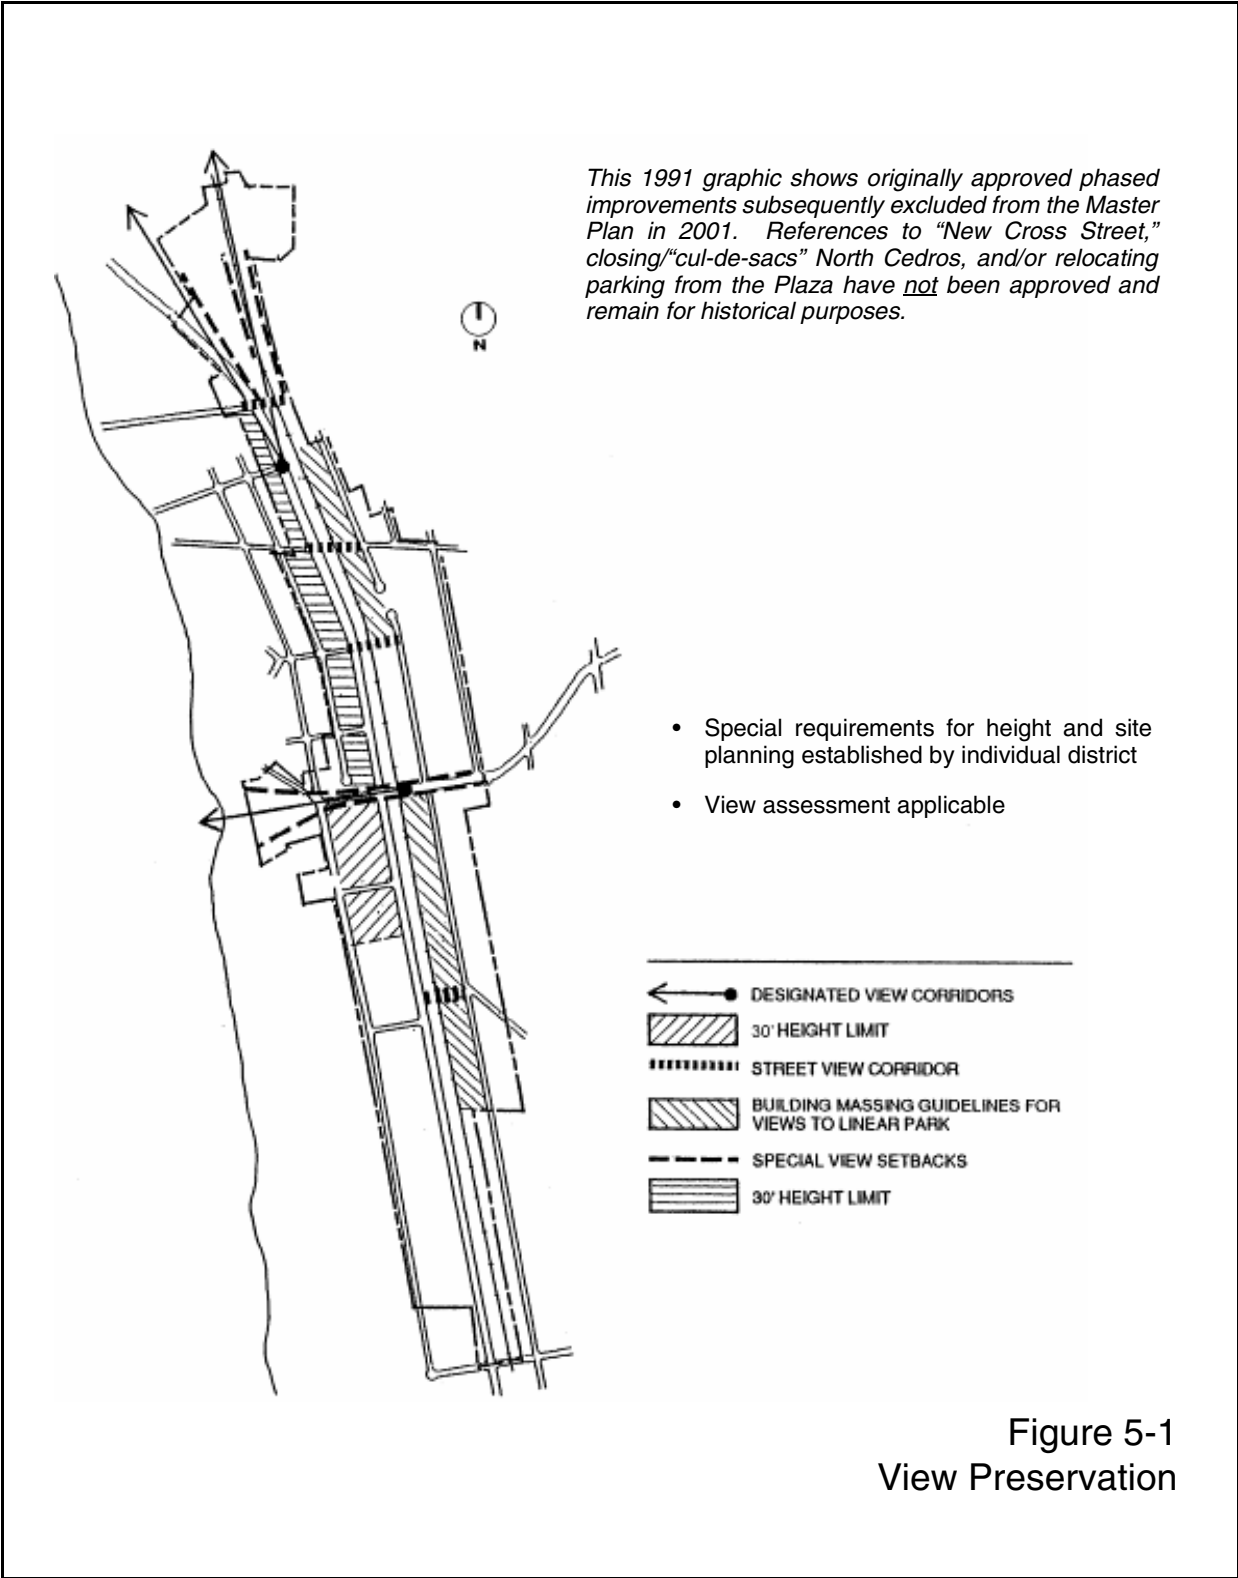 This 1991 graphic shows originally approved phased
improvements subsequently excluded from the Master
Plan in 2001. References to “New Cross Street,”
closing/“cul-de-sacs” North Cedros, and/or relocating
parking from the Plaza have not been approved and
remain for historical purposes.
N
• Special requirements for height and site
planning established by individual district
• View assessment applicable
DESIGNATED VIEW CORRIDORS
30' HEIGHT LIMIT
STREET VIEW CORRIDOR
BUILDING MASSING GUIDELINES FOR
VIEWS TO LINEAR PARK
SPECIAL VIEW SETBACKS
30' HEIGHT LIMIT
Figure 5-1
View Preservation